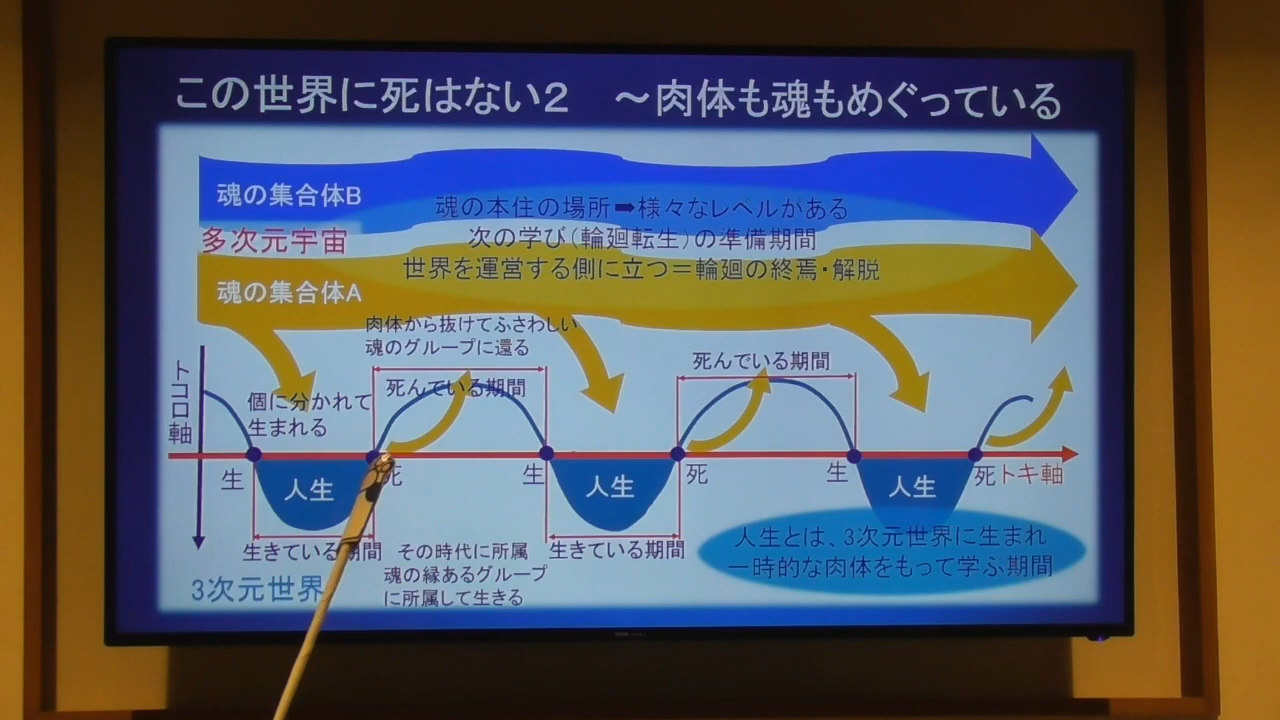 この世界に死はない2　～肉体も魂もめぐっている
魂の集合体B
魂の本住の場所➡様々なレベルがある
多次元宇宙
次の学び(輪廻転生)の準備期間
世界を運営する側に立つ＝輪廻の終焉・解脱
魂の集合体A
肉体から抜けてふさわしい
魂のグループに還る
死んでいる期間
死んでいる期間
トコロ軸
個に分かれて
生まれる
生
死
生
死
生
死
トキ軸
人生
人生
人生
生きている期間
生きている期間
その時代に所属
魂の縁あるグループ
に所属して生きる
3次元世界
人生とは、3次元世界に生まれ
一時的な肉体をもって学ぶ期間